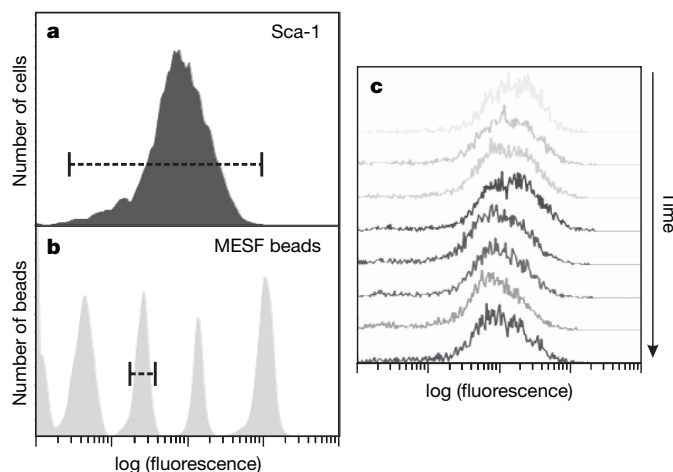 a
Sca-1
Number of cells
b
MESF beads
Number of beads
log (fluorescence)
c
Time
log (fluorescence)